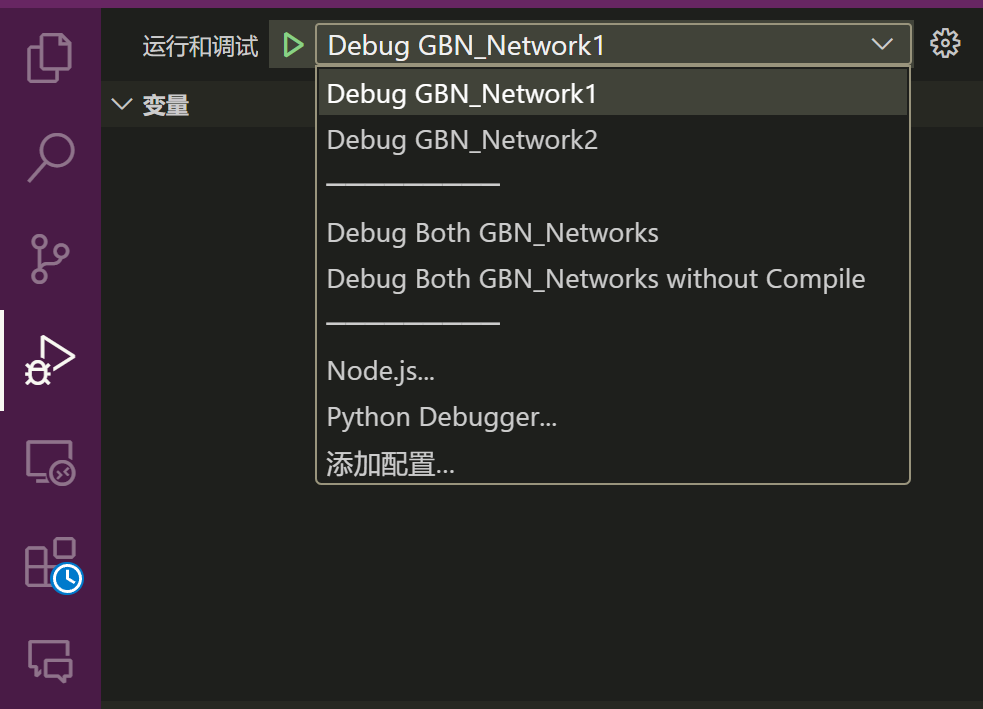 运行和调试 Debug GBN_Network1
变量
Debug GBN_Network1
Debug GBN_Network2
Debug Both GBN_Networks
Debug Both GBN_Networks without Compile
Node.js...
Python Debugger...
添加配置...